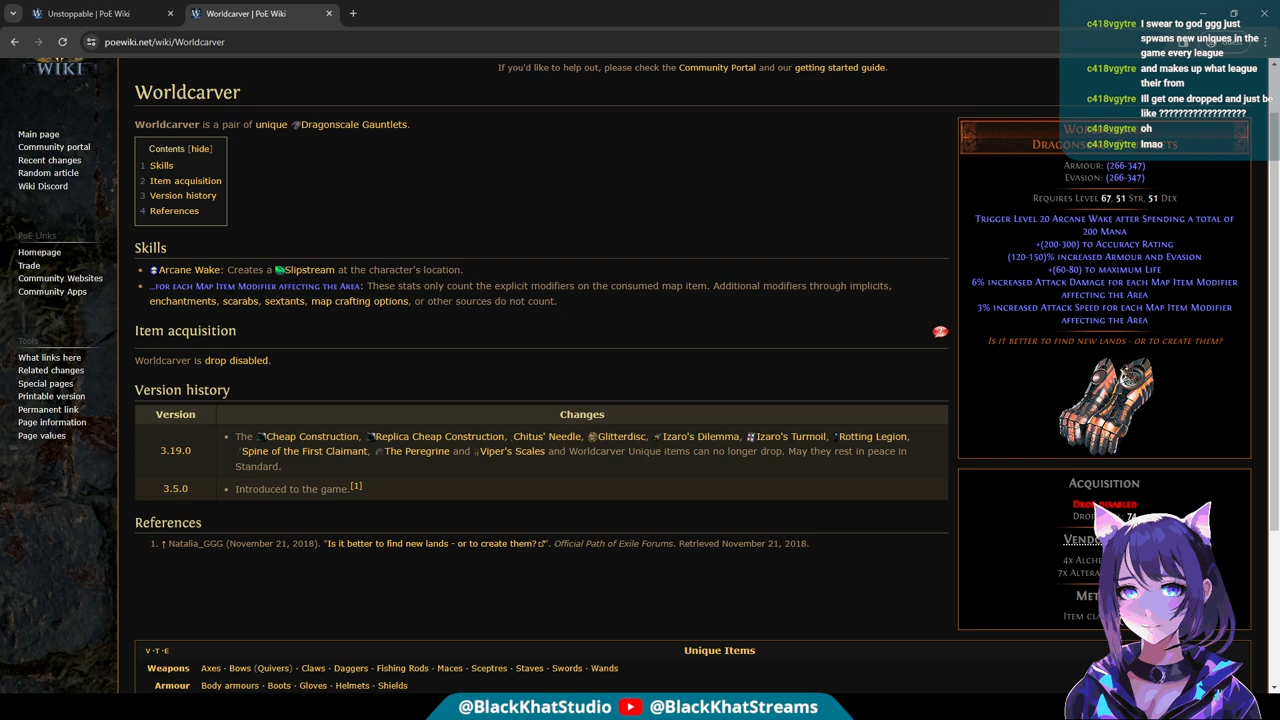 Unstoppable | PoE Wiki
Worldcarver | PoE Wiki
poewiki.net/wiki/Worldcarver
WIKI
If you'd like to help out, please check the Community Portal and our getting started guide.
c418vgytre I swear to god ggg just
spwans new uniques in the
game every league
c418vgytre and makes up what league
their from
c418vgytre Ill get one dropped and just be
like ??????????????????
c418vgytre oh
c418vgytre lmao
Main page
Community portal
Recent changes
Random article
Wiki Discord
PoE Links
Homepage
Trade
Community Websites
Community Apps
Tools
What links here
Related changes
Special pages
Printable version
Permanent link
Page information
Page values
Worldcarver
Worldcarver is a pair of unique Dragonscale Gauntlets.
Contents [hide]
1 Skills
2 Item acquisition
3 Version history
4 References
Skills
• Arcane Wake: Creates a Slipstream at the character's location.
• ...for each Map Item Modifier affecting the Area: These stats only count the explicit modifiers on the consumed map item. Additional modifiers through implicits,
enchantments, scarabs, sextants, map crafting options, or other sources do not count.
Item acquisition
Worldcarver is drop disabled.
Version history
Version Changes
3.19.0 • The Cheap Construction, Replica Cheap Construction, Chitus' Needle, Glitterdisc, Izaro's Dilemma, Izaro's Turmoil, Rotting Legion,
Spine of the First Claimant, The Peregrine and Viper's Scales and Worldcarver Unique items can no longer drop. May they rest in peace in
Standard.
3.5.0 • Introduced to the game.[1]
References
1. ↑ Natalia_GGG (November 21, 2018). "Is it better to find new lands - or to create them?". Official Path of Exile Forums. Retrieved November 21, 2018.
Armour: (266-347)
Evasion: (266-347)
Requires Level 67, 51 Str, 51 Dex
Trigger Level 20 Arcane Wake after Spending a total of
200 Mana
+(200-300) to Accuracy Rating
(120-150)% increased Armour and Evasion
+(60-80) to maximum Life
6% increased Attack Damage for each Map Item Modifier
affecting the Area
3% increased Attack Speed for each Map Item Modifier
affecting the Area
Is it better to find new lands - or to create them?
Acquisition
Drop disabled
74
4x
7x
V·T·E Unique Items
Weapons Axes · Bows (Quivers) · Claws · Daggers · Fishing Rods · Maces · Sceptres · Staves · Swords · Wands
Armour Body armours · Boots · Gloves · Helmets · Shields
@BlackKhatStudio @BlackKhatStreams